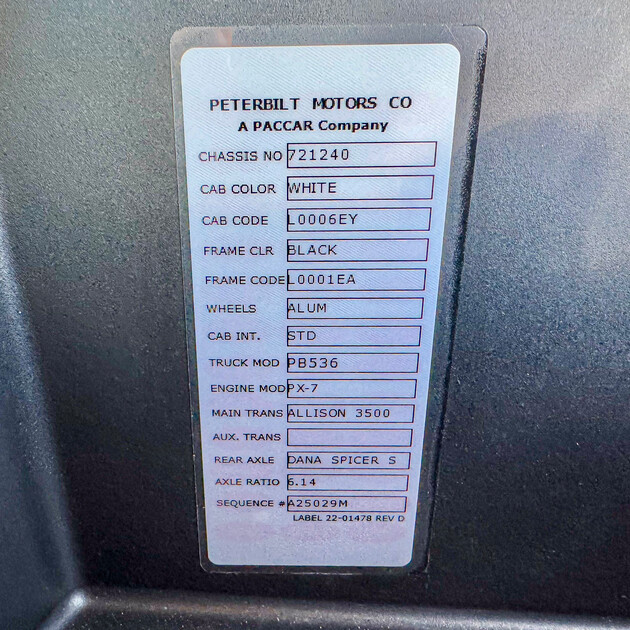 PETERBILT MOTORS CO
A PACCAR Company
CHASSIS NO 721240
CAB COLOR WHITE
CAB CODE L0006EY
FRAME CLR BLACK
FRAME CODE L0001EA
WHEELS ALUM
CAB INT. STD
TRUCK MOD PB536
ENGINE MOD PX-7
MAIN TRANS ALLISON 3500
AUX. TRANS
REAR AXLE DANA SPICER S
AXLE RATIO 6.14
SEQUENCE # A25029M
LABEL 22-01478 REV D